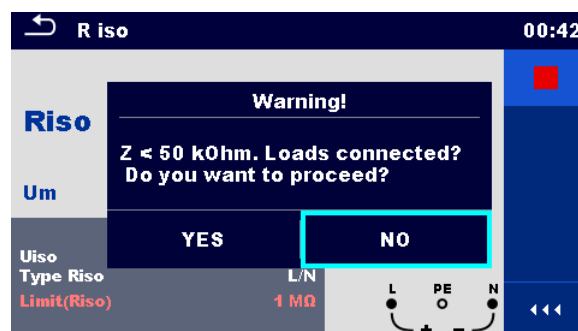 R iso 00:42
Warning!
Riso
Z < 50 kOhm. Loads connected?
Do you want to proceed?
Um
YES NO
Uiso
Type Riso L/N
Limit(Riso) 1 MΩ
L PE N
+ -